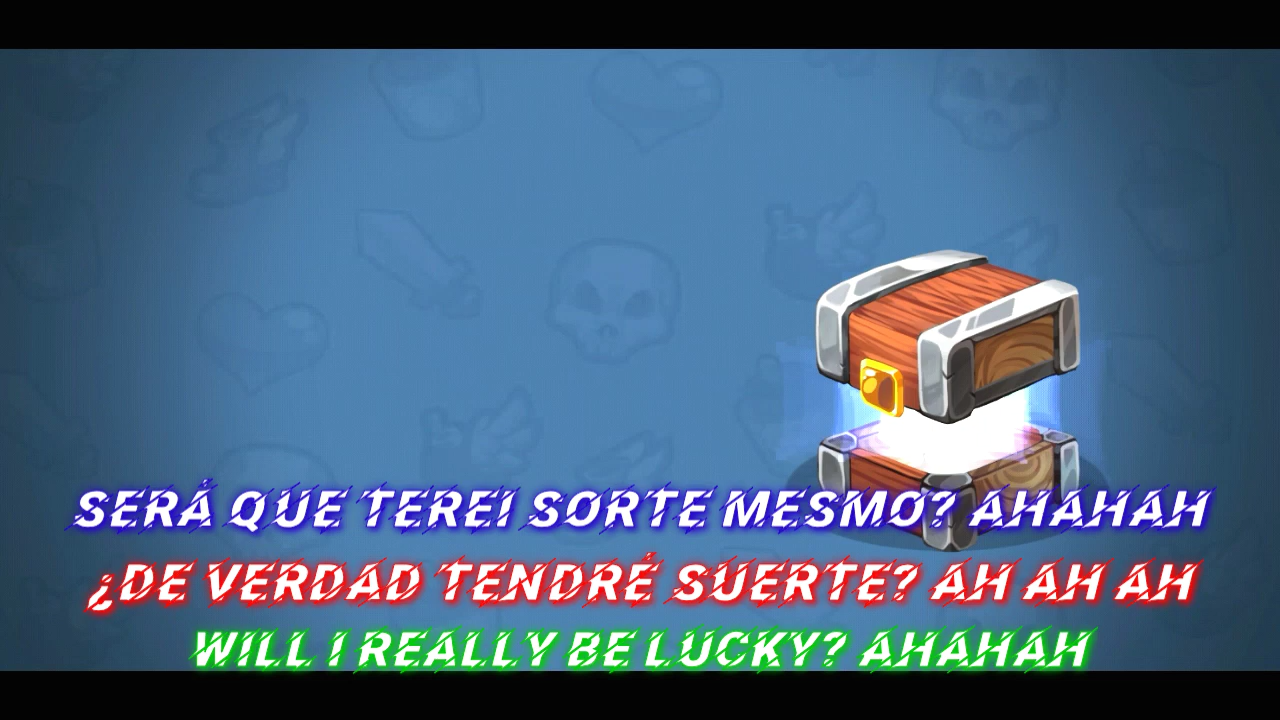 SERÁ QUE TEREI SORTE MESMO? AHAHAH
¿DE VERDAD TENDRÉ SUERTE? AH AH AH
WILL I REALLY BE LUCKY? AHAHAH